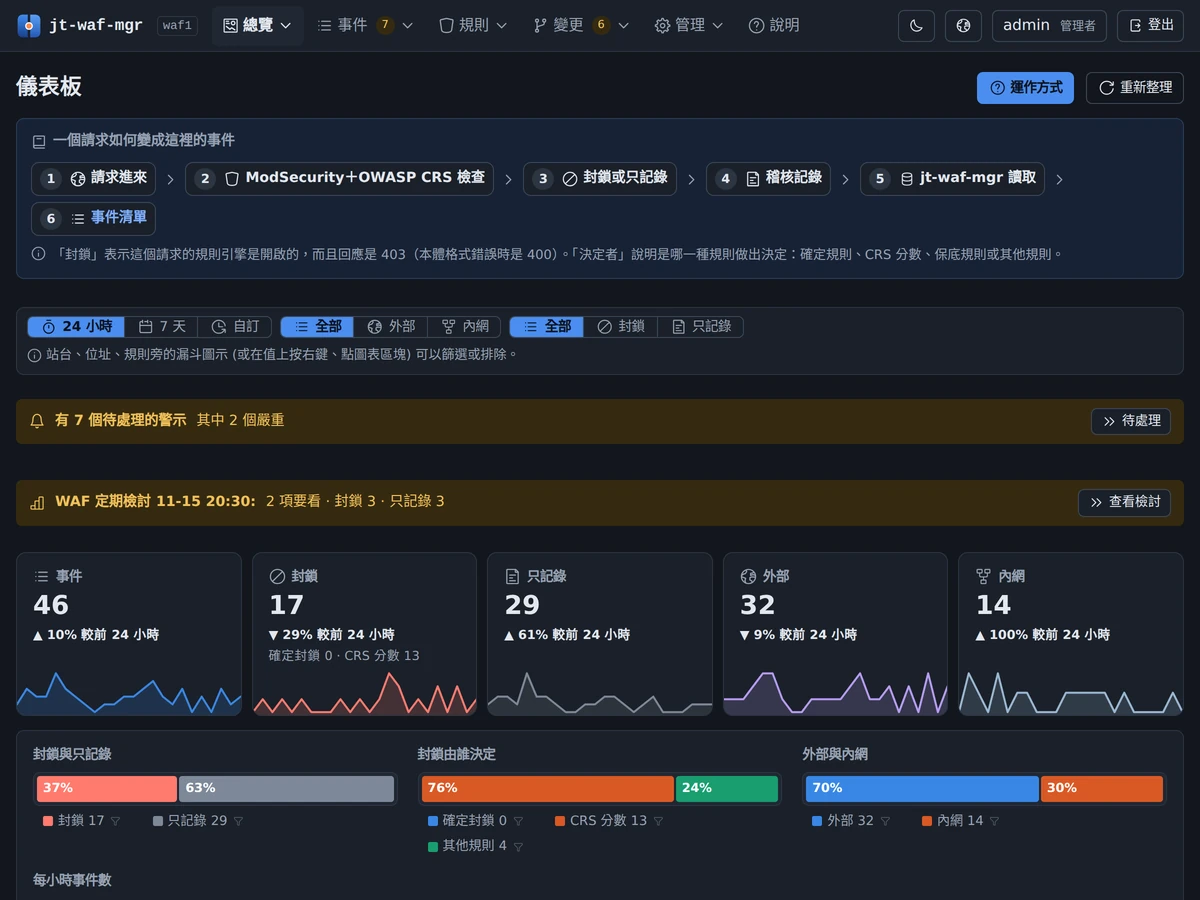 jt-waf-mgr waf1 總覽 事件 7 規則 變更 6 管理 說明 admin 管理者 登出
儀表板 運作方式 重新整理
一個請求如何變成這裡的事件
1 請求進來 2 ModSecurity＋OWASP CRS 檢查 3 封鎖或只記錄 4 稽核記錄 5 jt-waf-mgr 讀取
6 事件清單
「封鎖」表示這個請求的規則引擎是開啟的，而且回應是 403（本體格式錯誤時是 400）。「決定者」說明是哪一種規則做出決定：確定規則、CRS 分數、保底規則或其他規則。
24 小時 7 天 自訂 全部 外部 內網 全部 封鎖 只記錄
站台、位址、規則旁的漏斗圖示 (或在值上按右鍵、點圖表區塊) 可以篩選或排除。
有 7 個待處理的警示 其中 2 個嚴重 待處理
WAF 定期檢討 11-15 20:30: 2 項要看 · 封鎖 3 · 只記錄 3 查看檢討
事件 封鎖 只記錄 外部 內網
46 17 29 32 14
▲ 10% 較前 24 小時 ▼ 29% 較前 24 小時 ▲ 61% 較前 24 小時 ▼ 9% 較前 24 小時 ▲ 100% 較前 24 小時
確定封鎖 0 · CRS 分數 13
封鎖與只記錄 封鎖由誰決定 外部與內網
37% 63% 76% 24% 70% 30%
封鎖 17 只記錄 29 確定封鎖 0 CRS 分數 13 外部 32 內網 14
其他規則 4
每小時事件數